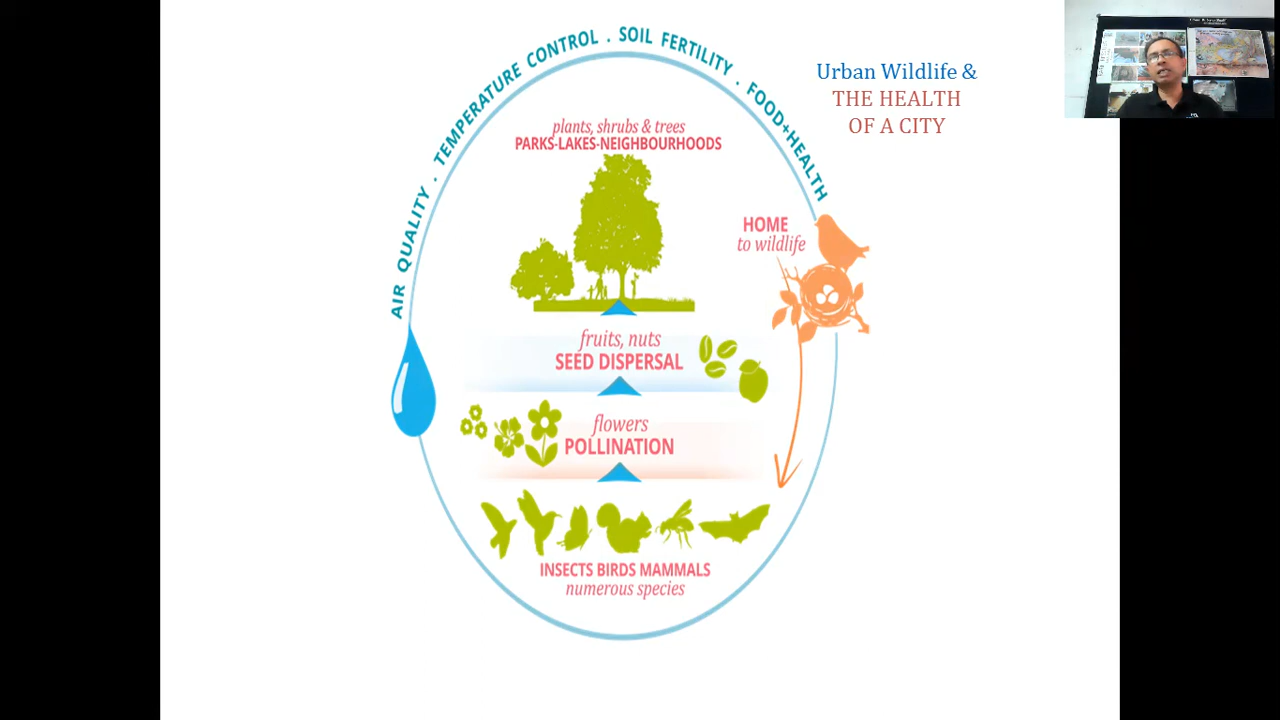 AIR QUALITY . TEMPERATURE CONTROL . SOIL FERTILITY . FOOD+HEALTH
Urban Wildlife &
THE HEALTH
OF A CITY
plants, shrubs & trees
PARKS-LAKES-NEIGHBOURHOODS
HOME
to wildlife
fruits, nuts
SEED DISPERSAL
flowers
POLLINATION
INSECTS BIRDS MAMMALS
numerous species